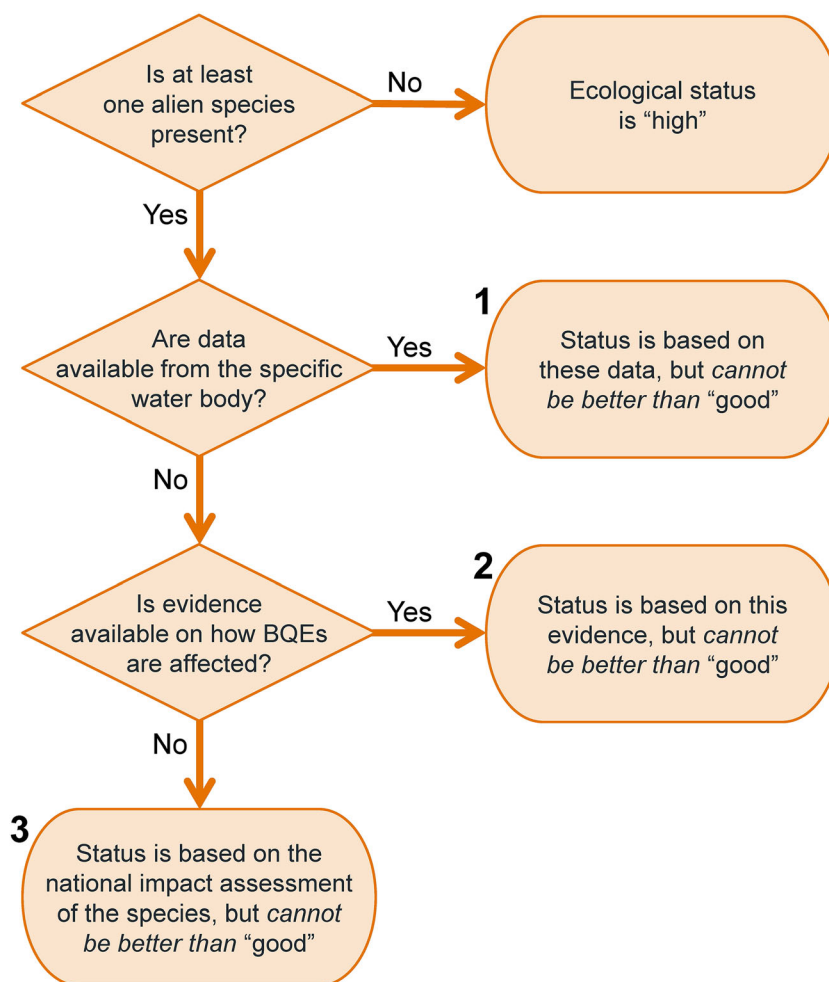 Is at least
one alien species
present?
No
Ecological status
is “high”
Yes
Are data
available from the specific
water body?
Yes
1
Status is based on
these data, but cannot
be better than “good”
No
Is evidence
available on how BQEs
are affected?
Yes
2
Status is based on this
evidence, but cannot
be better than “good”
No
3
Status is based on the
national impact assessment
of the species, but cannot
be better than “good”